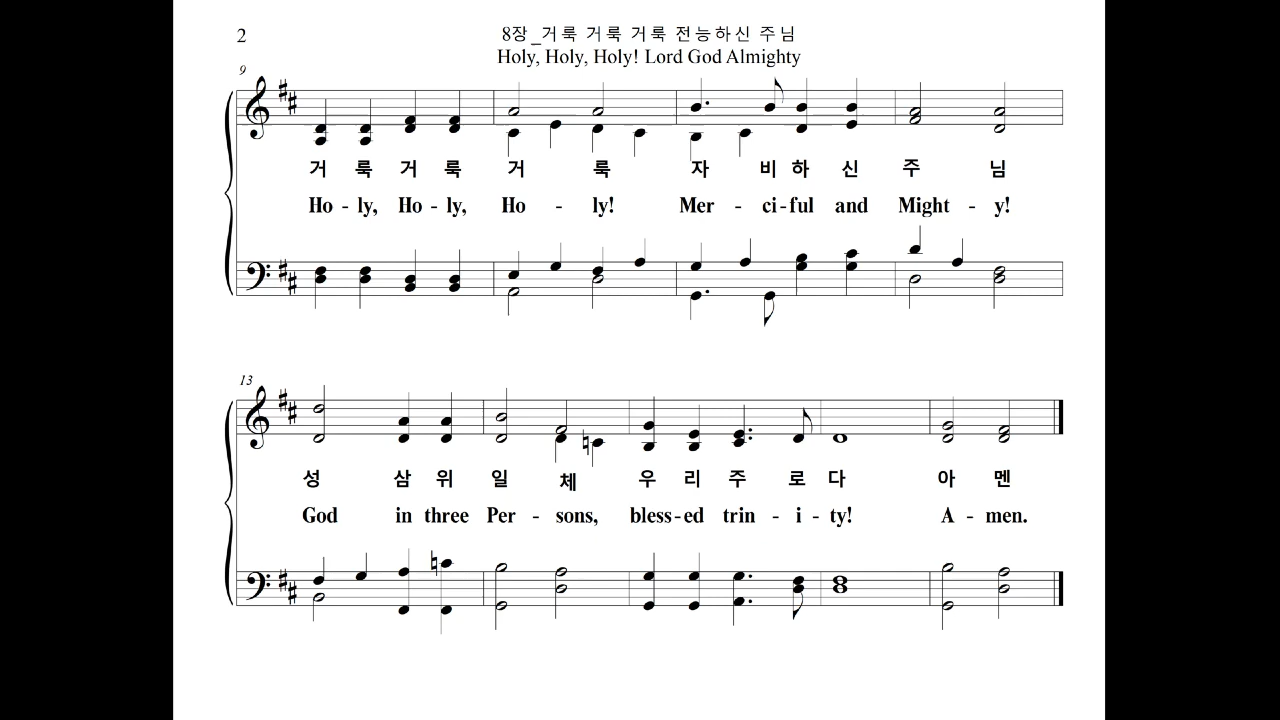 2
8장_거룩 거룩 거룩 전능하신 주님
Holy, Holy, Holy! Lord God Almighty
9
거 룩 거 룩 거 룩 자 비 하 신 주 님
Ho - ly, Ho - ly, Ho - ly! Mer - ci - ful and Might - y!
13
성 삼 위 일 체 우 리 주 로 다 아 멘
God in three Per - sons, bless - ed trin - i - ty! A - men.